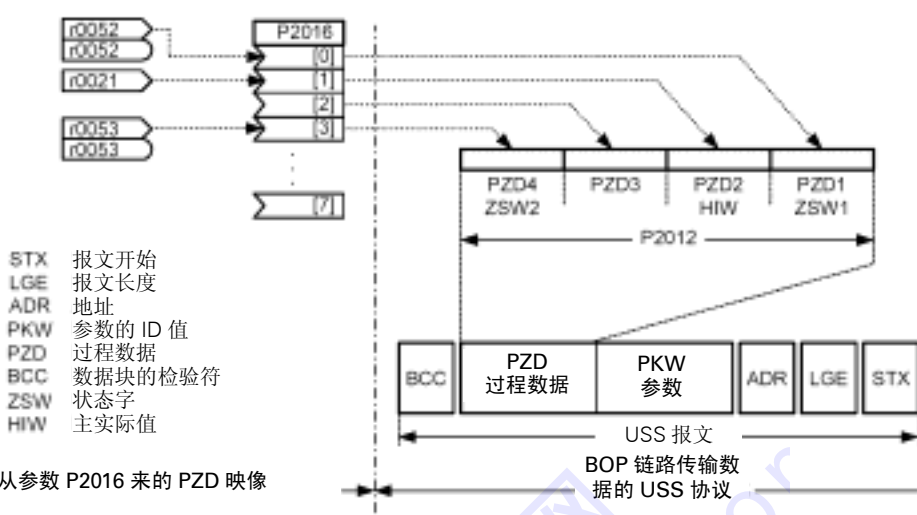 r0052
r0052
r0021
r0053
r0053
P2016
[0]
[1]
[2]
[3]
[7]
PZD4 PZD3 PZD2 PZD1
ZSW2 HIW ZSW1
P2012
STX 报文开始
LGE 报文长度
ADR 地址
PKW 参数的 ID 值
PZD 过程数据
BCC 数据块的检验符
ZSW 状态字
HIW 主实际值
BCC
PZD
过程数据
PKW
参数
ADR
LGE
STX
USS 报文
从参数 P2016 来的 PZD 映像
BOP 链路传输数
据的 USS 协议